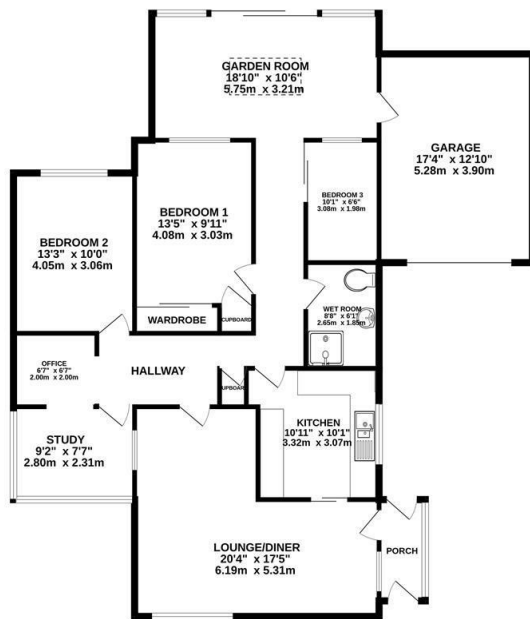 GARDEN ROOM
18'10" x 10'6"
5.75m x 3.21m
GARAGE
17'4" x 12'10"
5.28m x 3.90m
BEDROOM 3
10'1" x 6'6"
3.08m x 1.98m
BEDROOM 1
13'5" x 9'11"
4.08m x 3.03m
BEDROOM 2
13'3" x 10'0"
4.05m x 3.06m
WET ROOM
8'8" x 6'1"
2.65m x 1.85m
WARDROBE
CUPBOARD
OFFICE
6'7" x 6'7"
2.00m x 2.00m
HALLWAY
CUPBOARD
KITCHEN
10'11" x 10'1"
3.32m x 3.07m
STUDY
9'2" x 7'7"
2.80m x 2.31m
LOUNGE/DINER
20'4" x 17'5"
6.19m x 5.31m
PORCH